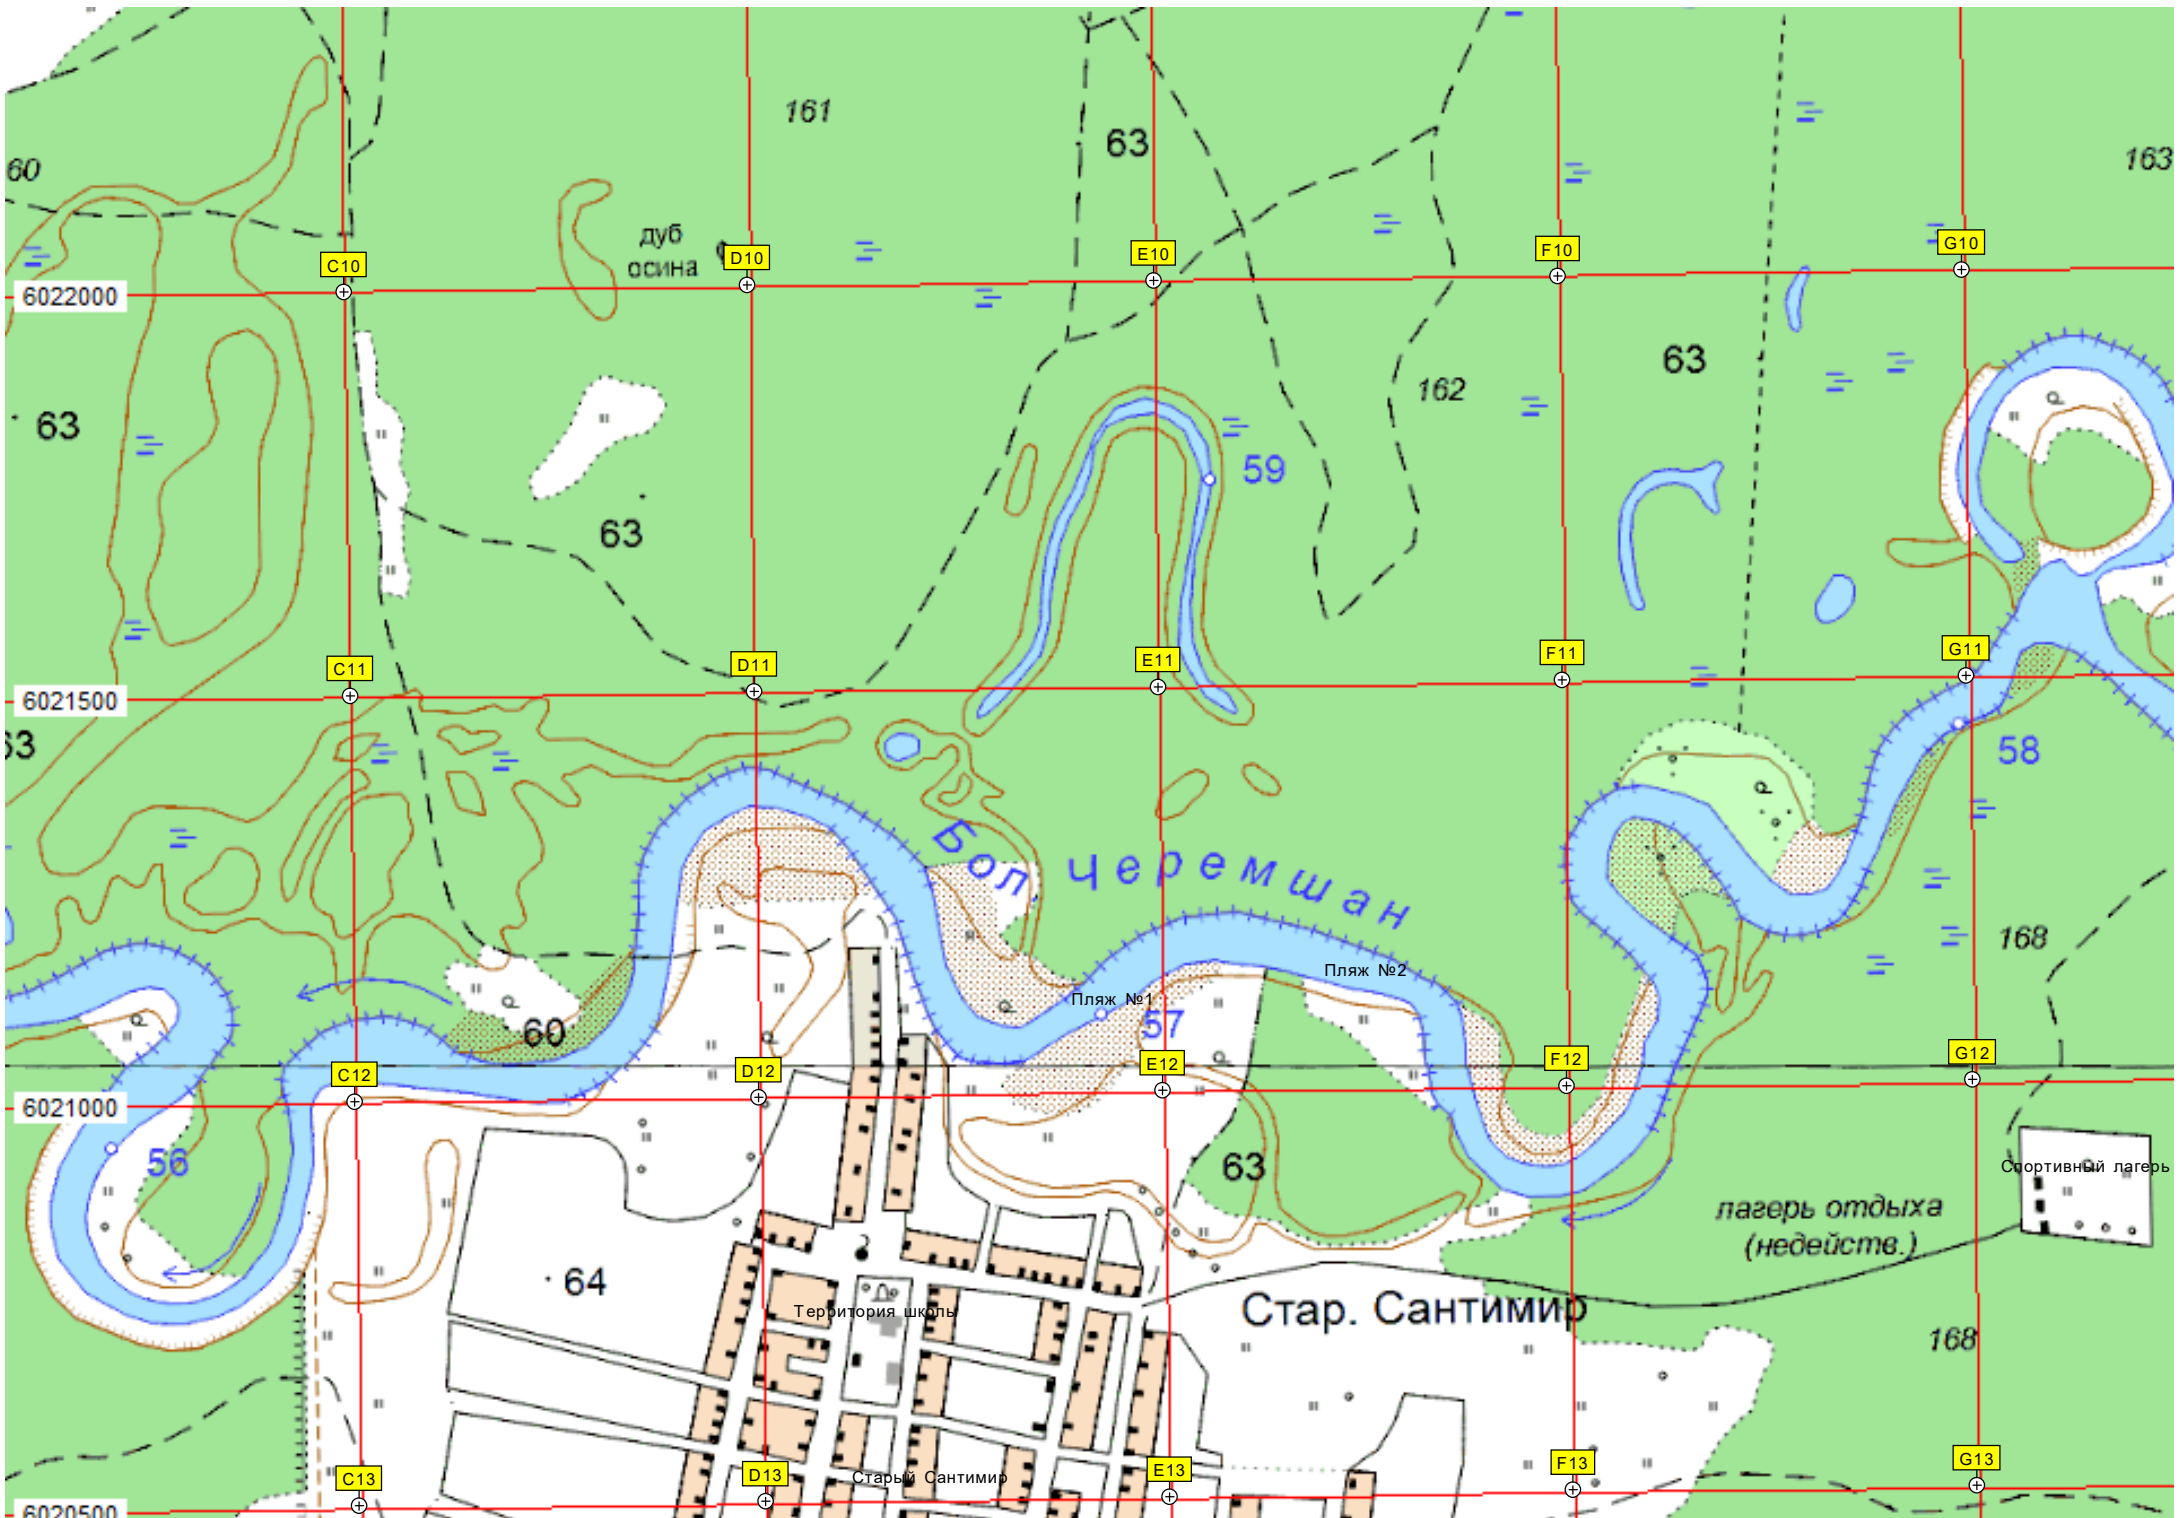 161
63
60
163
дуб
осина
C10
D10
E10
F10
G10
6022000
63
162
63
59
63
C11
D11
E11
F11
G11
6021500
63
58
Бол. Черемшан
168
Пляж №2
Пляж №1
57
60
C12
D12
E12
F12
G12
6021000
56
63
Спортивный лагерь
лагерь отдыха
(недейств.)
64
Территория школы
Стар. Сантимир
168
C13
D13
Старый Сантимир
E13
F13
G13
6020500